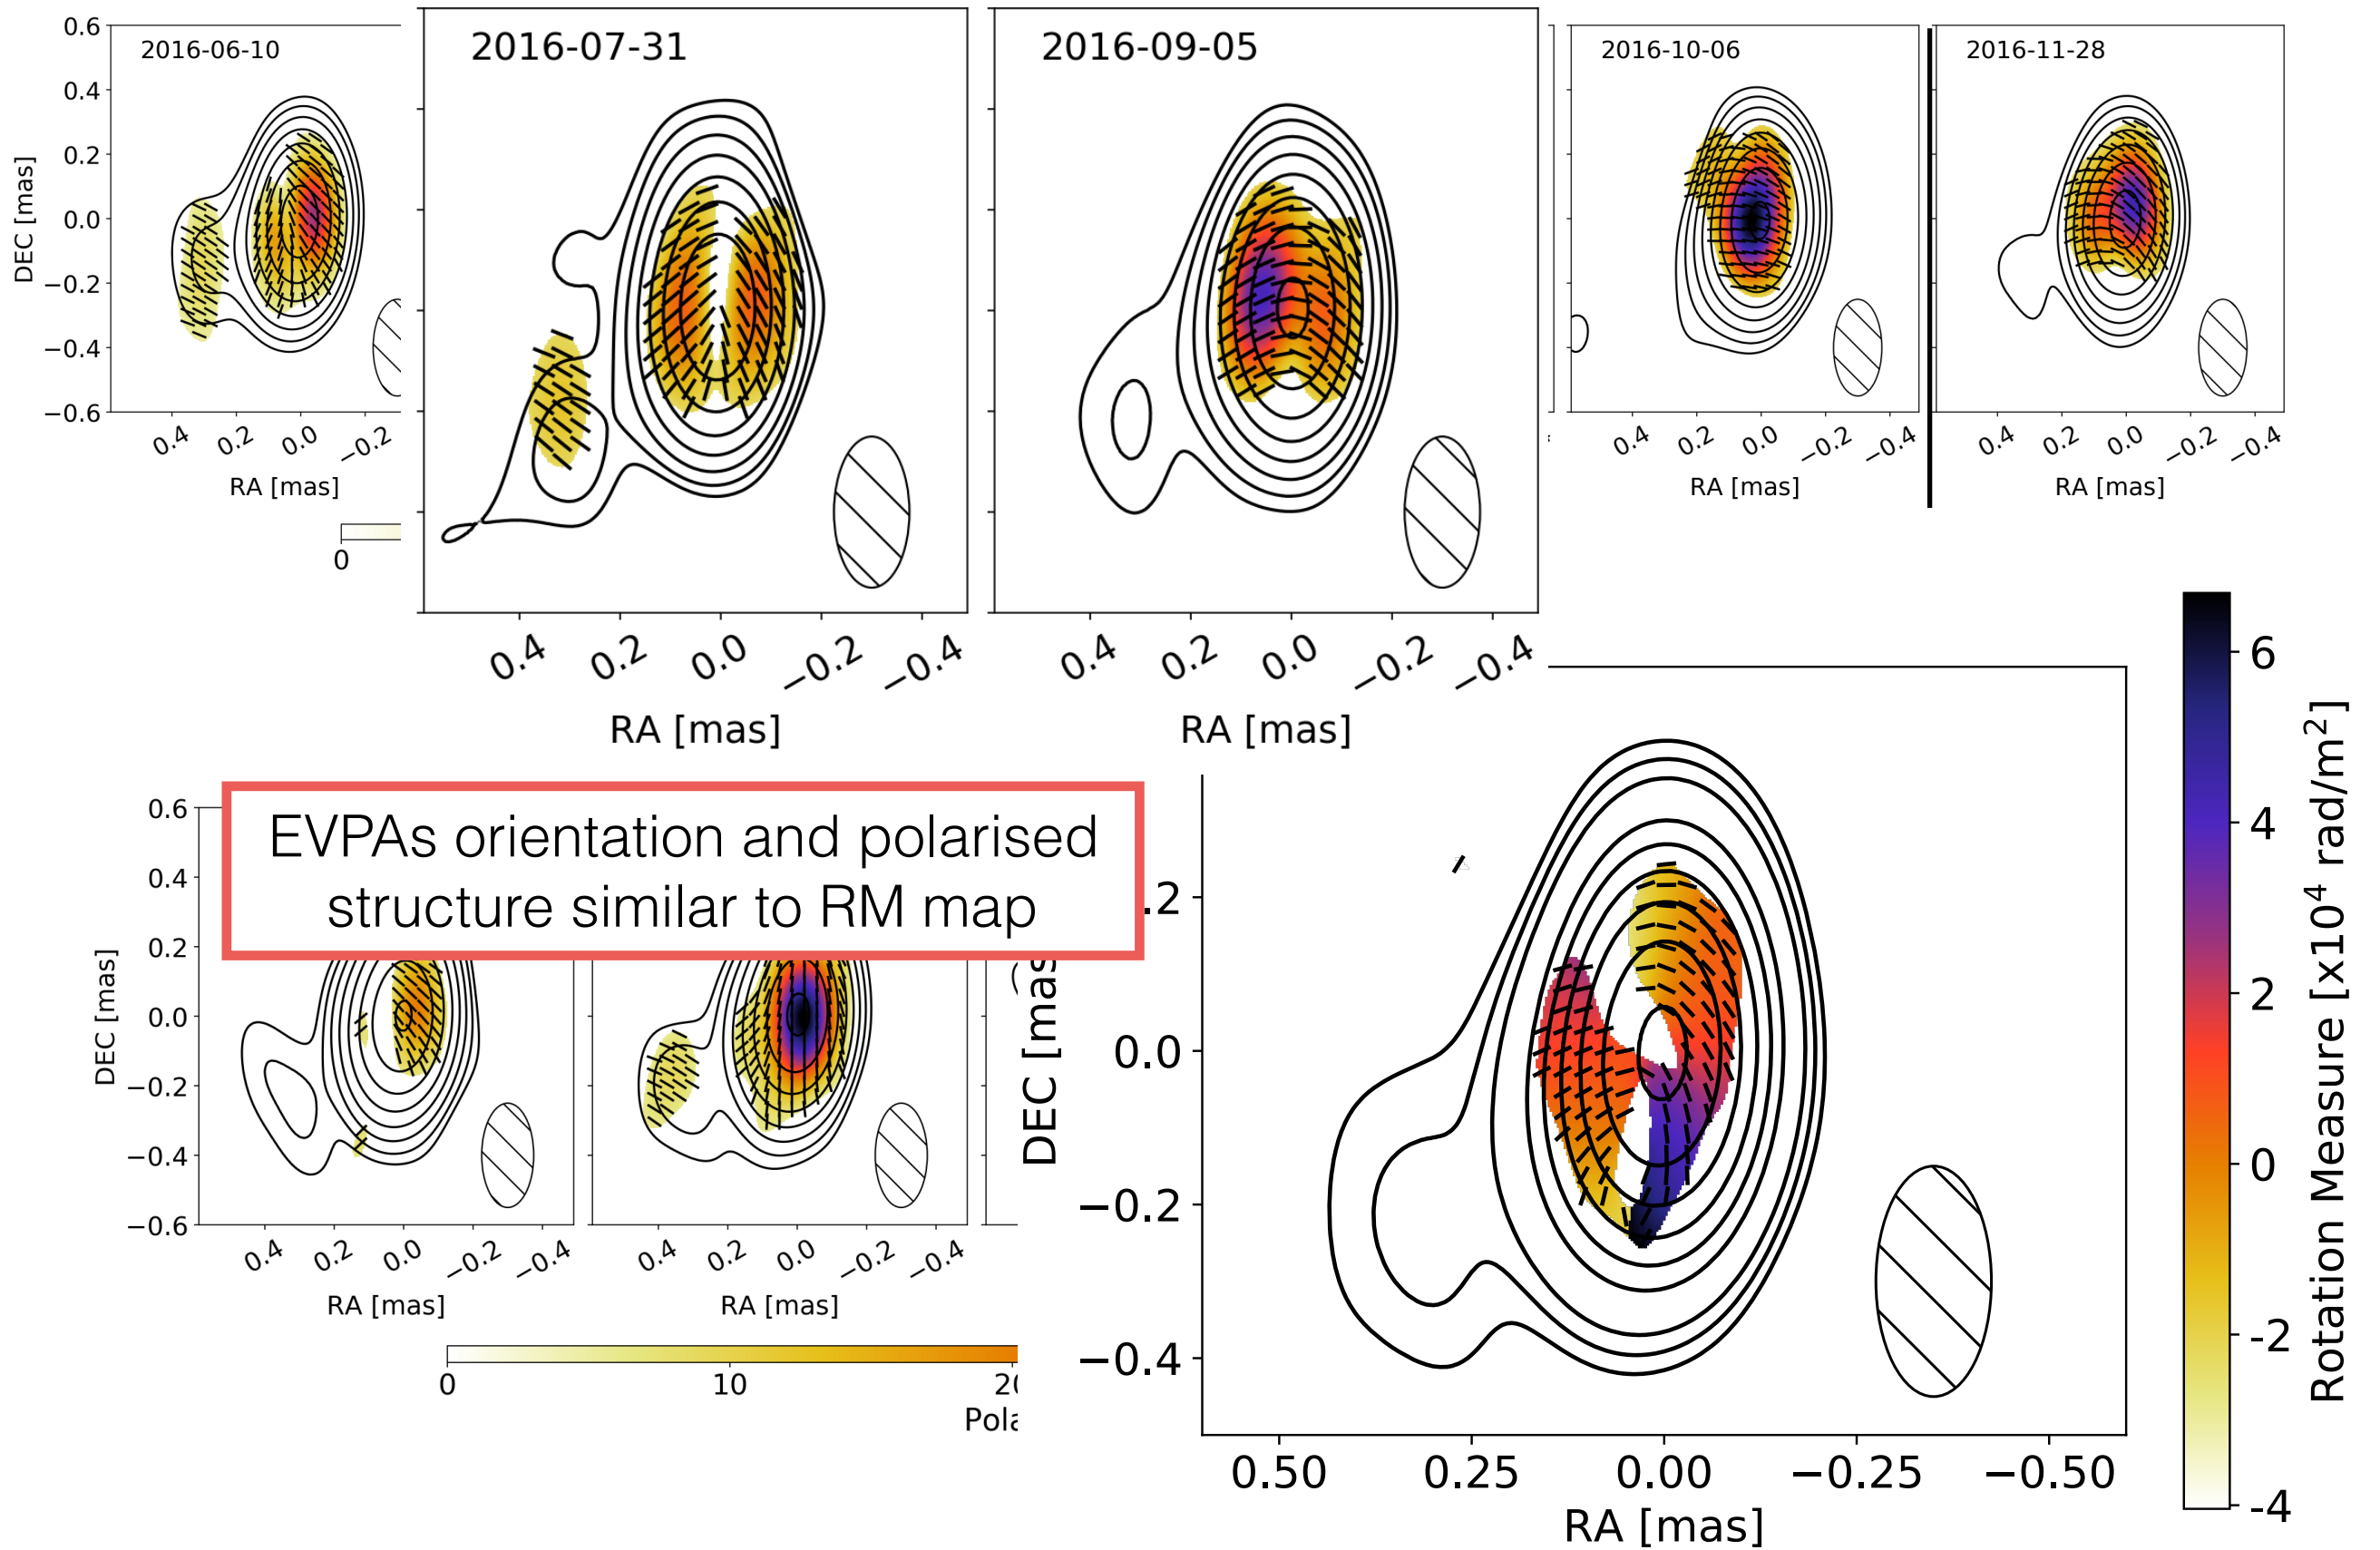 2016-06-10
2016-07-31
2016-09-05
2016-10-06
2016-11-28
0.6
0.4
0.2
0.0
−0.2
−0.4
−0.6
DEC [mas]
0.4 0.2 0.0 −0.2
RA [mas]
0
0.4 0.2 0.0 −0.2 −0.4
RA [mas]
0.4 0.2 0.0 −0.2 −0.4
RA [mas]
0.4 0.2 0.0 −0.2 −0.4
RA [mas]
0.4 0.2 0.0 −0.2 −0.4
RA [mas]
EVPAs orientation and polarised
structure similar to RM map
0.6
0.4
0.2
0.0
−0.2
−0.4
−0.6
DEC [mas]
0.4 0.2 0.0 −0.2 −0.4
RA [mas]
0.4 0.2 0.0 −0.2 −0.4
RA [mas]
0 10
.2
0.0
−0.2
−0.4
DEC [mas
0.50 0.25 0.00 −0.25 −0.50
RA [mas]
6
4
2
0
-2
-4
Rotation Measure [x10⁴ rad/m²]